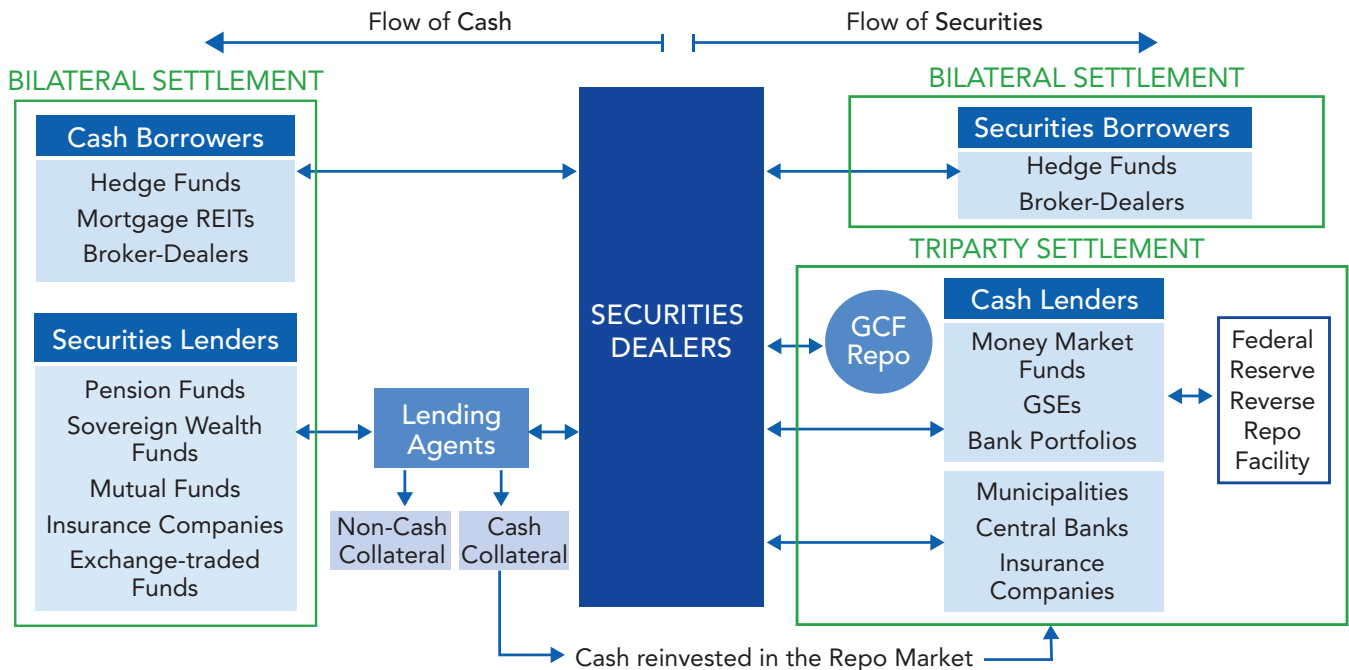 Flow of Cash
Flow of Securities
BILATERAL SETTLEMENT
Cash Borrowers
Hedge Funds
Mortgage REITs
Broker-Dealers
Securities Lenders
Pension Funds
Sovereign Wealth
Funds
Mutual Funds
Insurance Companies
Exchange-traded
Funds
Lending
Agents
Non-Cash
Collateral
Cash
Collateral
SECURITIES
DEALERS
BILATERAL SETTLEMENT
Securities Borrowers
Hedge Funds
Broker-Dealers
TRIPARTY SETTLEMENT
GCF
Repo
Cash Lenders
Money Market
Funds
GSEs
Bank Portfolios
Municipalities
Central Banks
Insurance
Companies
Federal
Reserve
Reverse
Repo
Facility
Cash reinvested in the Repo Market